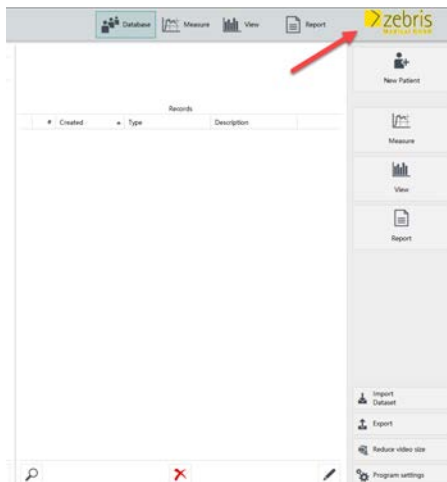 Database Measure View Report
zebris
Medical GmbH
New Patient
Records
# Created Type Description
Measure
View
Report
Import
Dataset
Export
Reduce video size
Program settings